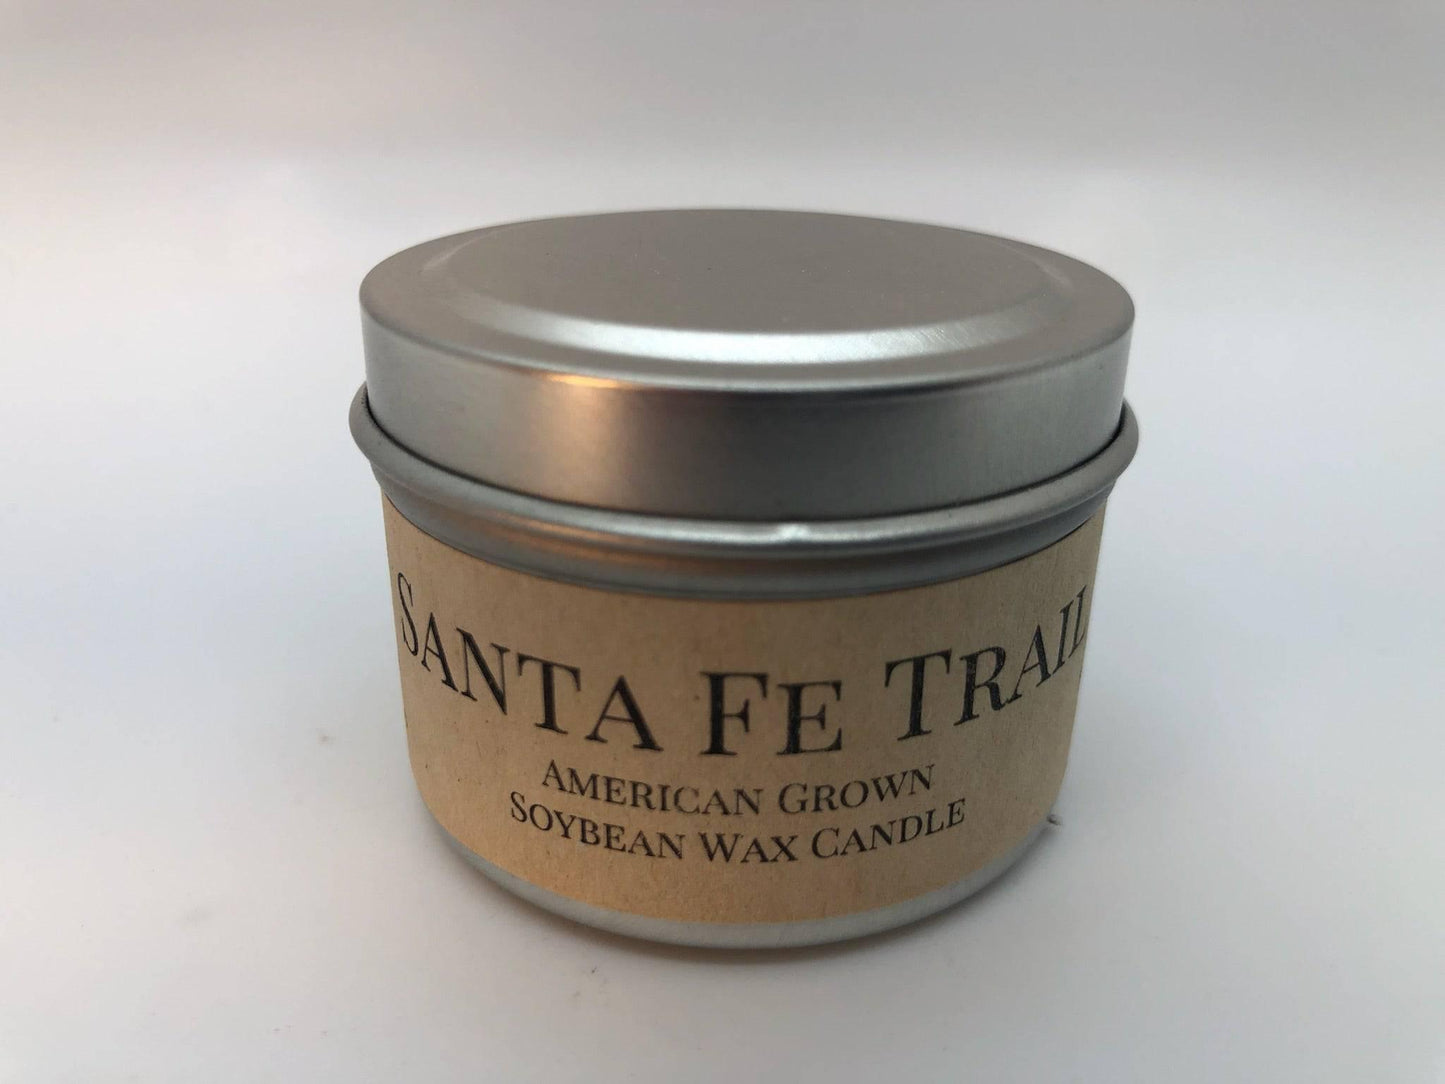 Santa Fe Trail
American Grown
Soybean Wax Candle